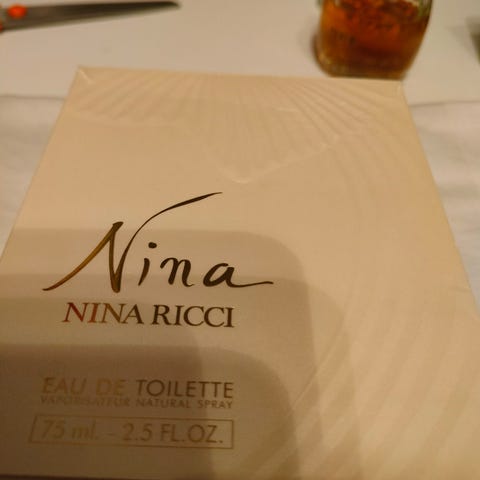 Nina
NINA RICCI
EAU DE TOILETTE
VAPORISATEUR NATURAL SPRAY
75 ml. - 2.5 FL.OZ.